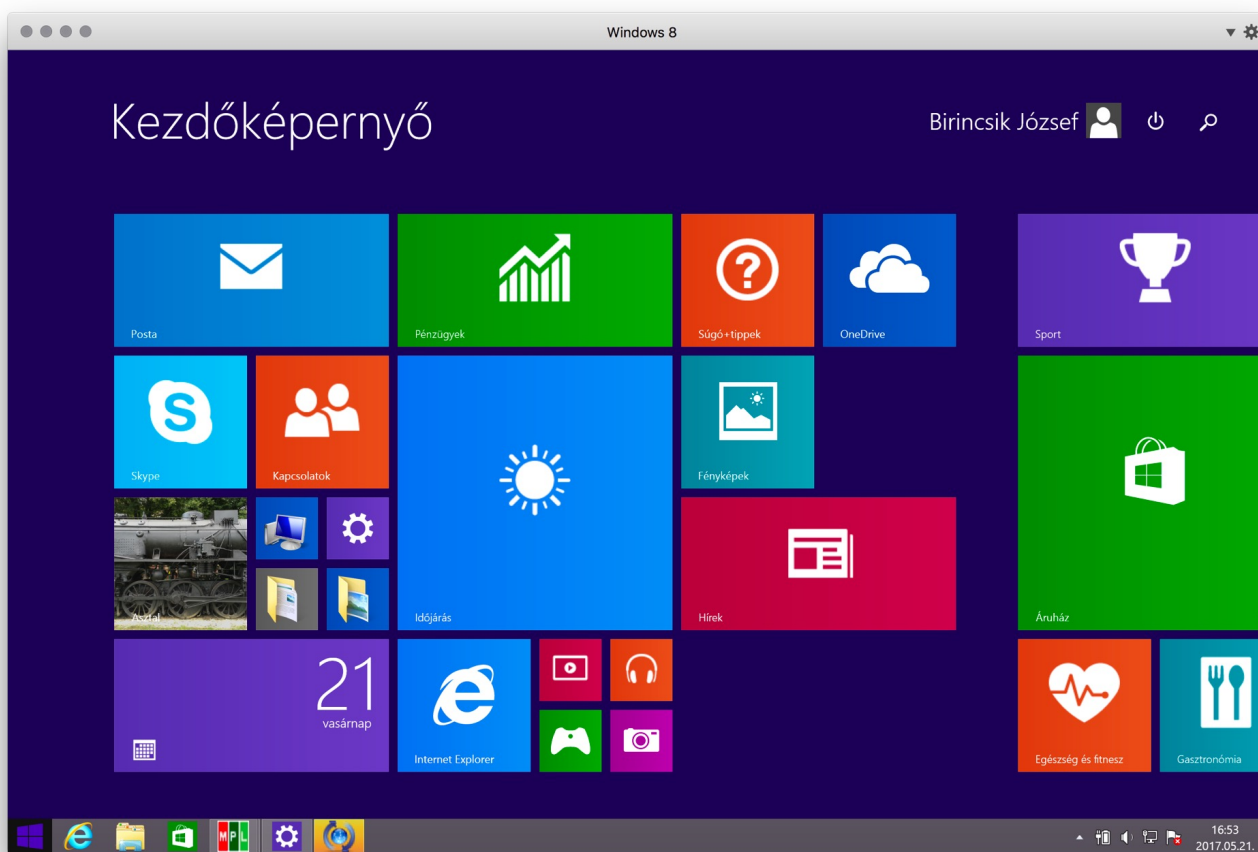 Windows 8
Kezdőképernyő
Birincsik József
Posta
Pénzügyek
Súgó+tippek
OneDrive
Sport
Skype
Kapcsolatok
Fényképek
Asztal
Időjárás
Hírek
Áruház
21
vasárnap
Internet Explorer
Egészség és fitnesz
Gasztronómia
MPL
16:53
2017.05.21.